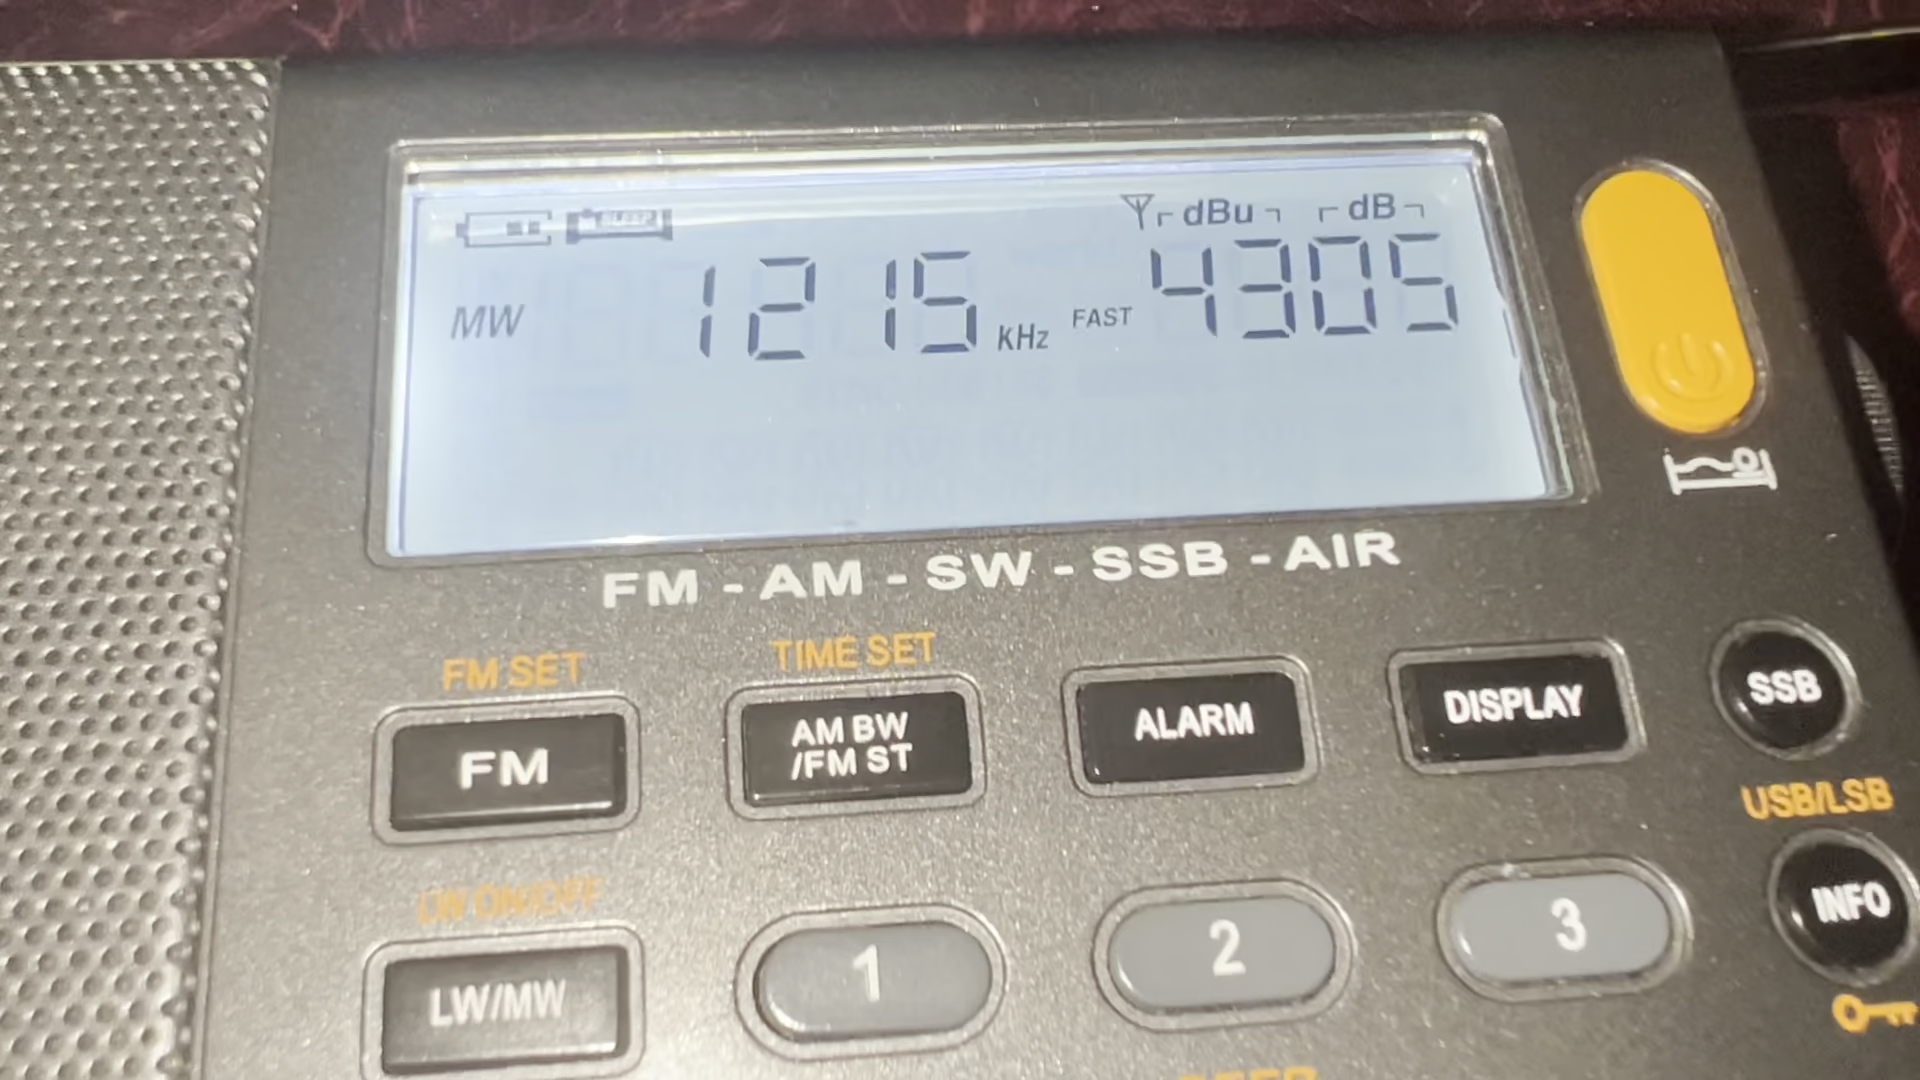 SLEEP dBu dB
MW 1215 KHz FAST 4305
FM - AM - SW - SSB - AIR
FM SET TIME SET
FM AM BW ALARM DISPLAY SSB
/FM ST
USB/LSB
LW ON/OFF
LW/MW 1 2 3 INFO